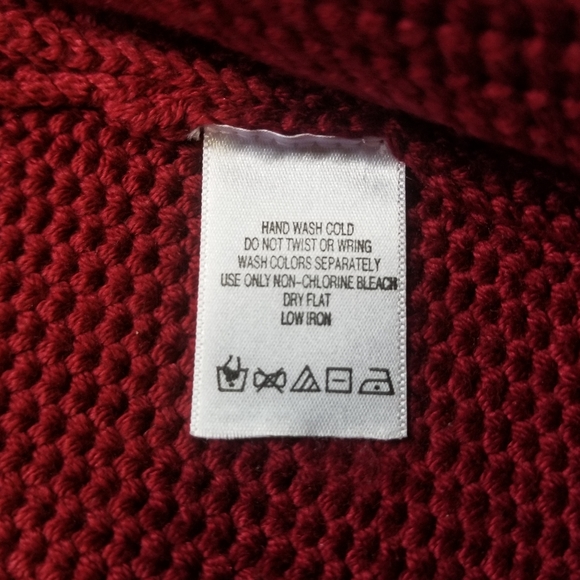 HAND WASH COLD
DO NOT TWIST OR WRING
WASH COLORS SEPARATELY
USE ONLY NON-CHLORINE BLEACH
DRY FLAT
LOW IRON